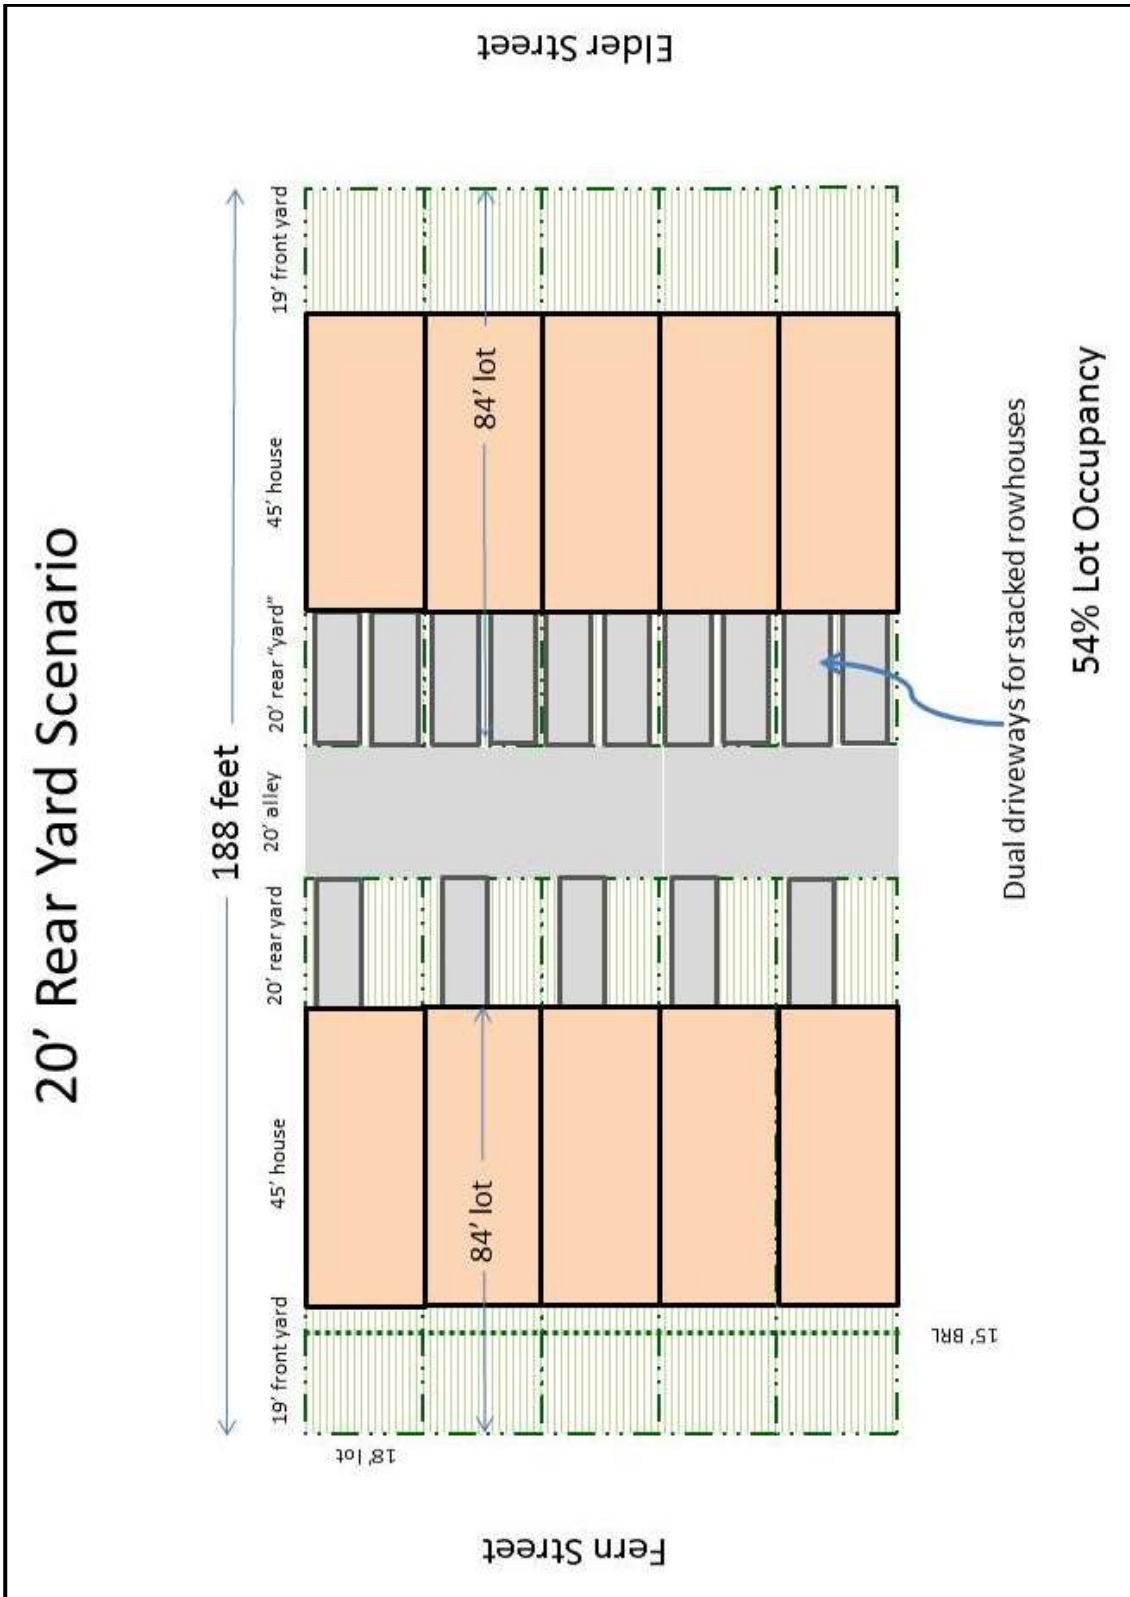 20’ Rear Yard Scenario
188 feet
19’ front yard
45’ house
20’ rear yard
20’ alley
20’ rear “yard”
45’ house
19’ front yard
18’ lot
84’ lot
84’ lot
Fern Street
Elder Street
15’ BRL
Dual driveways for stacked rowhouses
54% Lot Occupancy